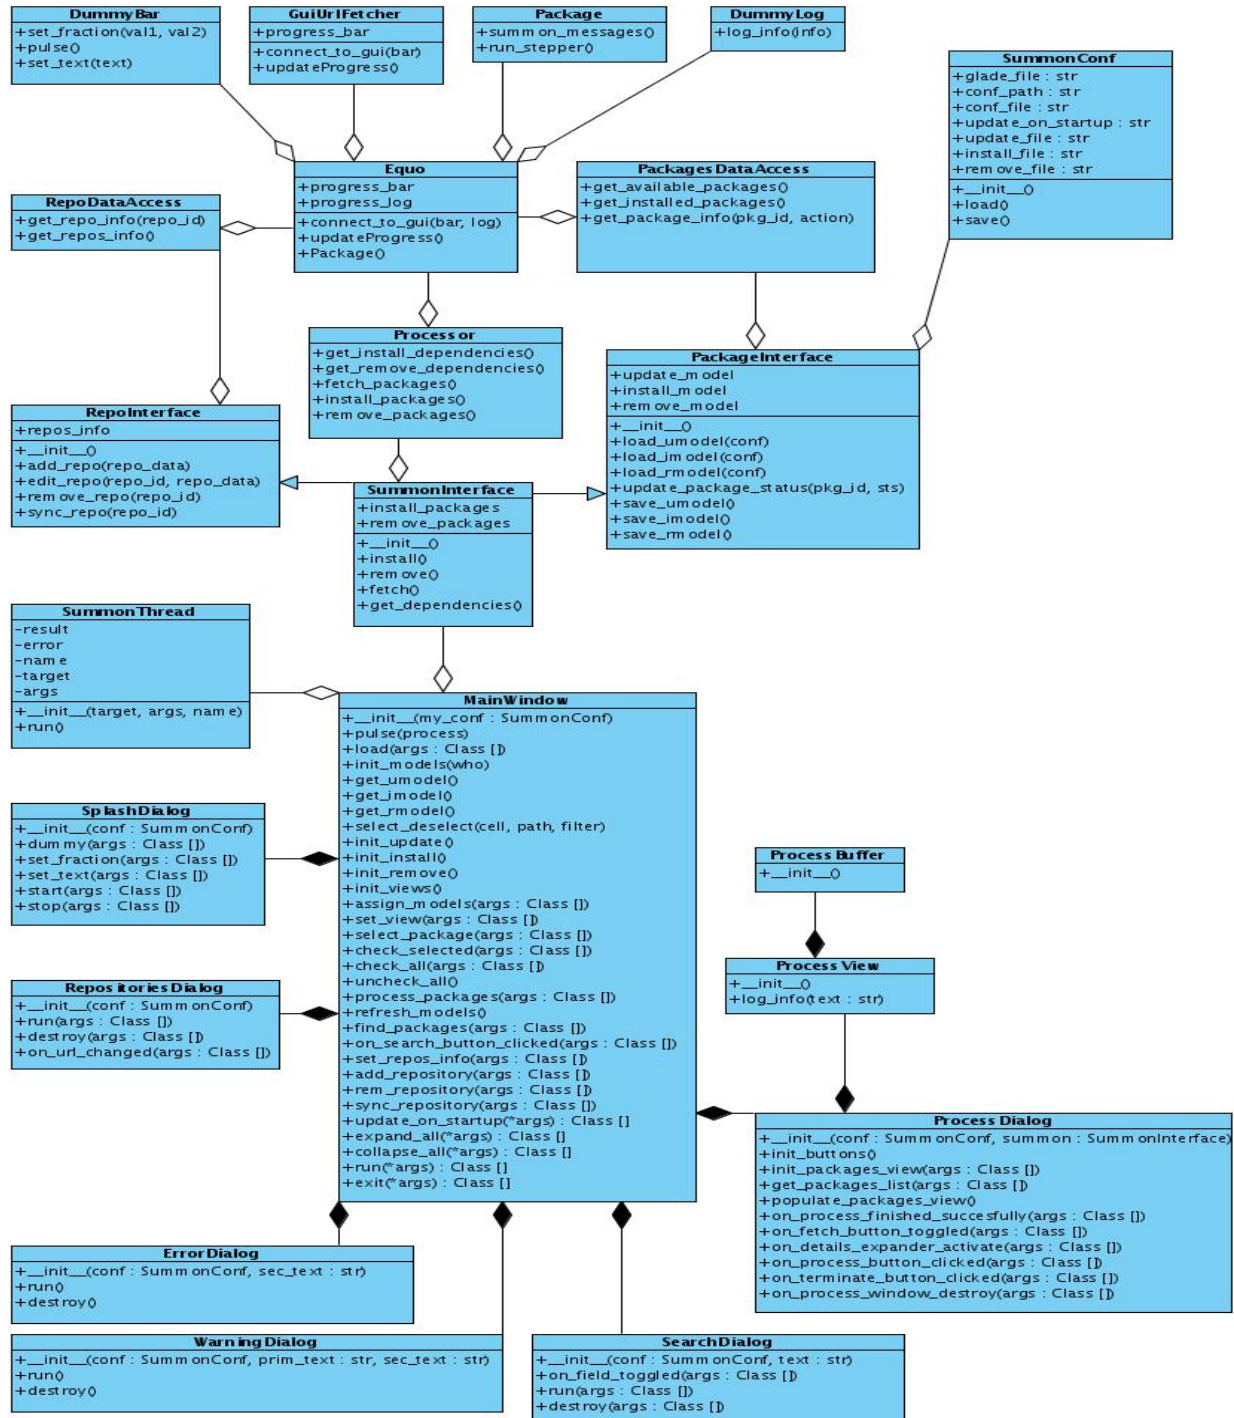 DummyBar
+set_fraction(val1, val2)
+pulse()
+set_text(text)
GuiUrlFetcher
+progress_bar
+connect_to_gui(bar)
+updateProgress()
Package
+summon_messages()
+run_stepper()
DummyLog
+log_info(info)
SummonConf
+glade_file : str
+conf_path : str
+conf_file : str
+update_on_startup : str
+update_file : str
+install_file : str
+remove_file : str
+__init__()
+load()
+save()
Equo
+progress_bar
+progress_log
+connect_to_gui(bar, log)
+updateProgress()
+Package()
PackagesDataAccess
+get_available_packages()
+get_installed_packages()
+get_package_info(pkg_id, action)
RepoDataAccess
+get_repo_info(repo_id)
+get_repos_info()
Processor
+get_install_dependencies()
+get_remove_dependencies()
+fetch_packages()
+install_packages()
+remove_packages()
PackageInterface
+update_model
+install_model
+remove_model
+__init__()
+load_umodel(conf)
+load_imodel(conf)
+load_rmodel(conf)
+update_package_status(pkg_id, sts)
+save_umodel()
+save_imodel()
+save_rmodel()
RepoInterface
+repos_info
+__init__()
+add_repo(repo_data)
+edit_repo(repo_id, repo_data)
+remove_repo(repo_id)
+sync_repo(repo_id)
SummonInterface
+install_packages
+remove_packages
+__init__()
+install()
+remove()
+fetch()
+get_dependencies()
SummonThread
-result
-error
-name
-target
-args
+__init__(target, args, name)
+run()
MainWindow
+__init__(my_conf : SummonConf)
+pulse(process)
+load(args : Class [])
+init_models(who)
+get_umodel()
+get_imodel()
+get_rmodel()
+select_deselect(cell, path, filter)
+init_update()
+init_install()
+init_remove()
+init_views()
+assign_models(args : Class [])
+set_view(args : Class [])
+select_package(args : Class [])
+check_selected(args : Class [])
+check_all(args : Class [])
+uncheck_all()
+process_packages(args : Class [])
+refresh_models()
+find_packages(args : Class [])
+on_search_button_clicked(args : Class [])
+set_repos_info(args : Class [])
+add_repository(args : Class [])
+rem_repository(args : Class [])
+sync_repository(args : Class [])
+update_on_startup(*args) : Class []
+expand_all(*args) : Class []
+collapse_all(*args) : Class []
+run(*args) : Class []
+exit(*args) : Class []
SplashDialog
+__init__(conf : SummonConf)
+dummy(args : Class [])
+set_fraction(args : Class [])
+set_text(args : Class [])
+start(args : Class [])
+stop(args : Class [])
RepositoriesDialog
+__init__(conf : SummonConf)
+run(args : Class [])
+destroy(args : Class [])
+on_url_changed(args : Class [])
ProcessBuffer
+__init__()
ProcessView
+__init__()
+log_info(text : str)
ProcessDialog
+__init__(conf : SummonConf, summon : SummonInterface)
+init_buttons()
+init_packages_view(args : Class [])
+get_packages_list(args : Class [])
+populate_packages_view()
+on_process_finished_succesfully(args : Class [])
+on_fetch_button_toggled(args : Class [])
+on_details_expander_activate(args : Class [])
+on_process_button_clicked(args : Class [])
+on_terminate_button_clicked(args : Class [])
+on_process_window_destroy(args : Class [])
ErrorDialog
+__init__(conf : SummonConf, sec_text : str)
+run()
+destroy()
WarningDialog
+__init__(conf : SummonConf, prim_text : str, sec_text : str)
+run()
+destroy()
SearchDialog
+__init__(conf : SummonConf, text : str)
+on_field_toggled(args : Class [])
+run(args : Class [])
+destroy(args : Class [])